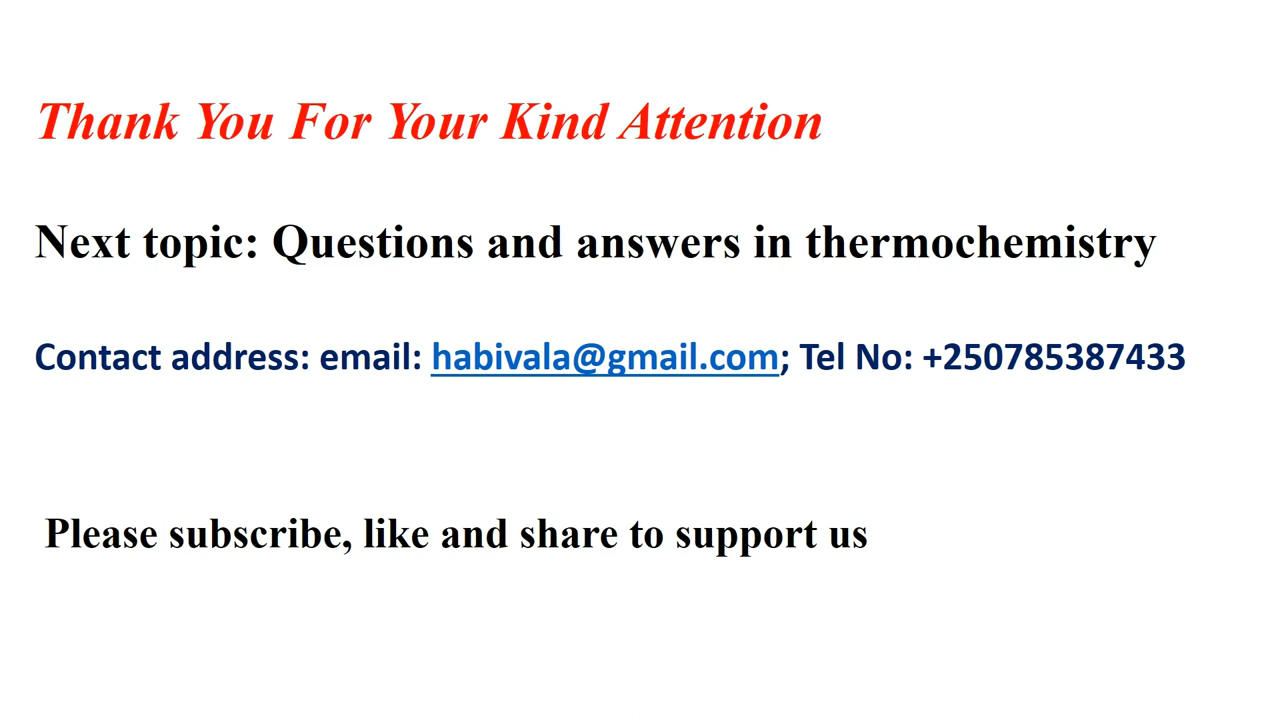 Thank You For Your Kind Attention
Next topic: Questions and answers in thermochemistry
Contact address: email: habivala@gmail.com; Tel No: +250785387433
Please subscribe, like and share to support us